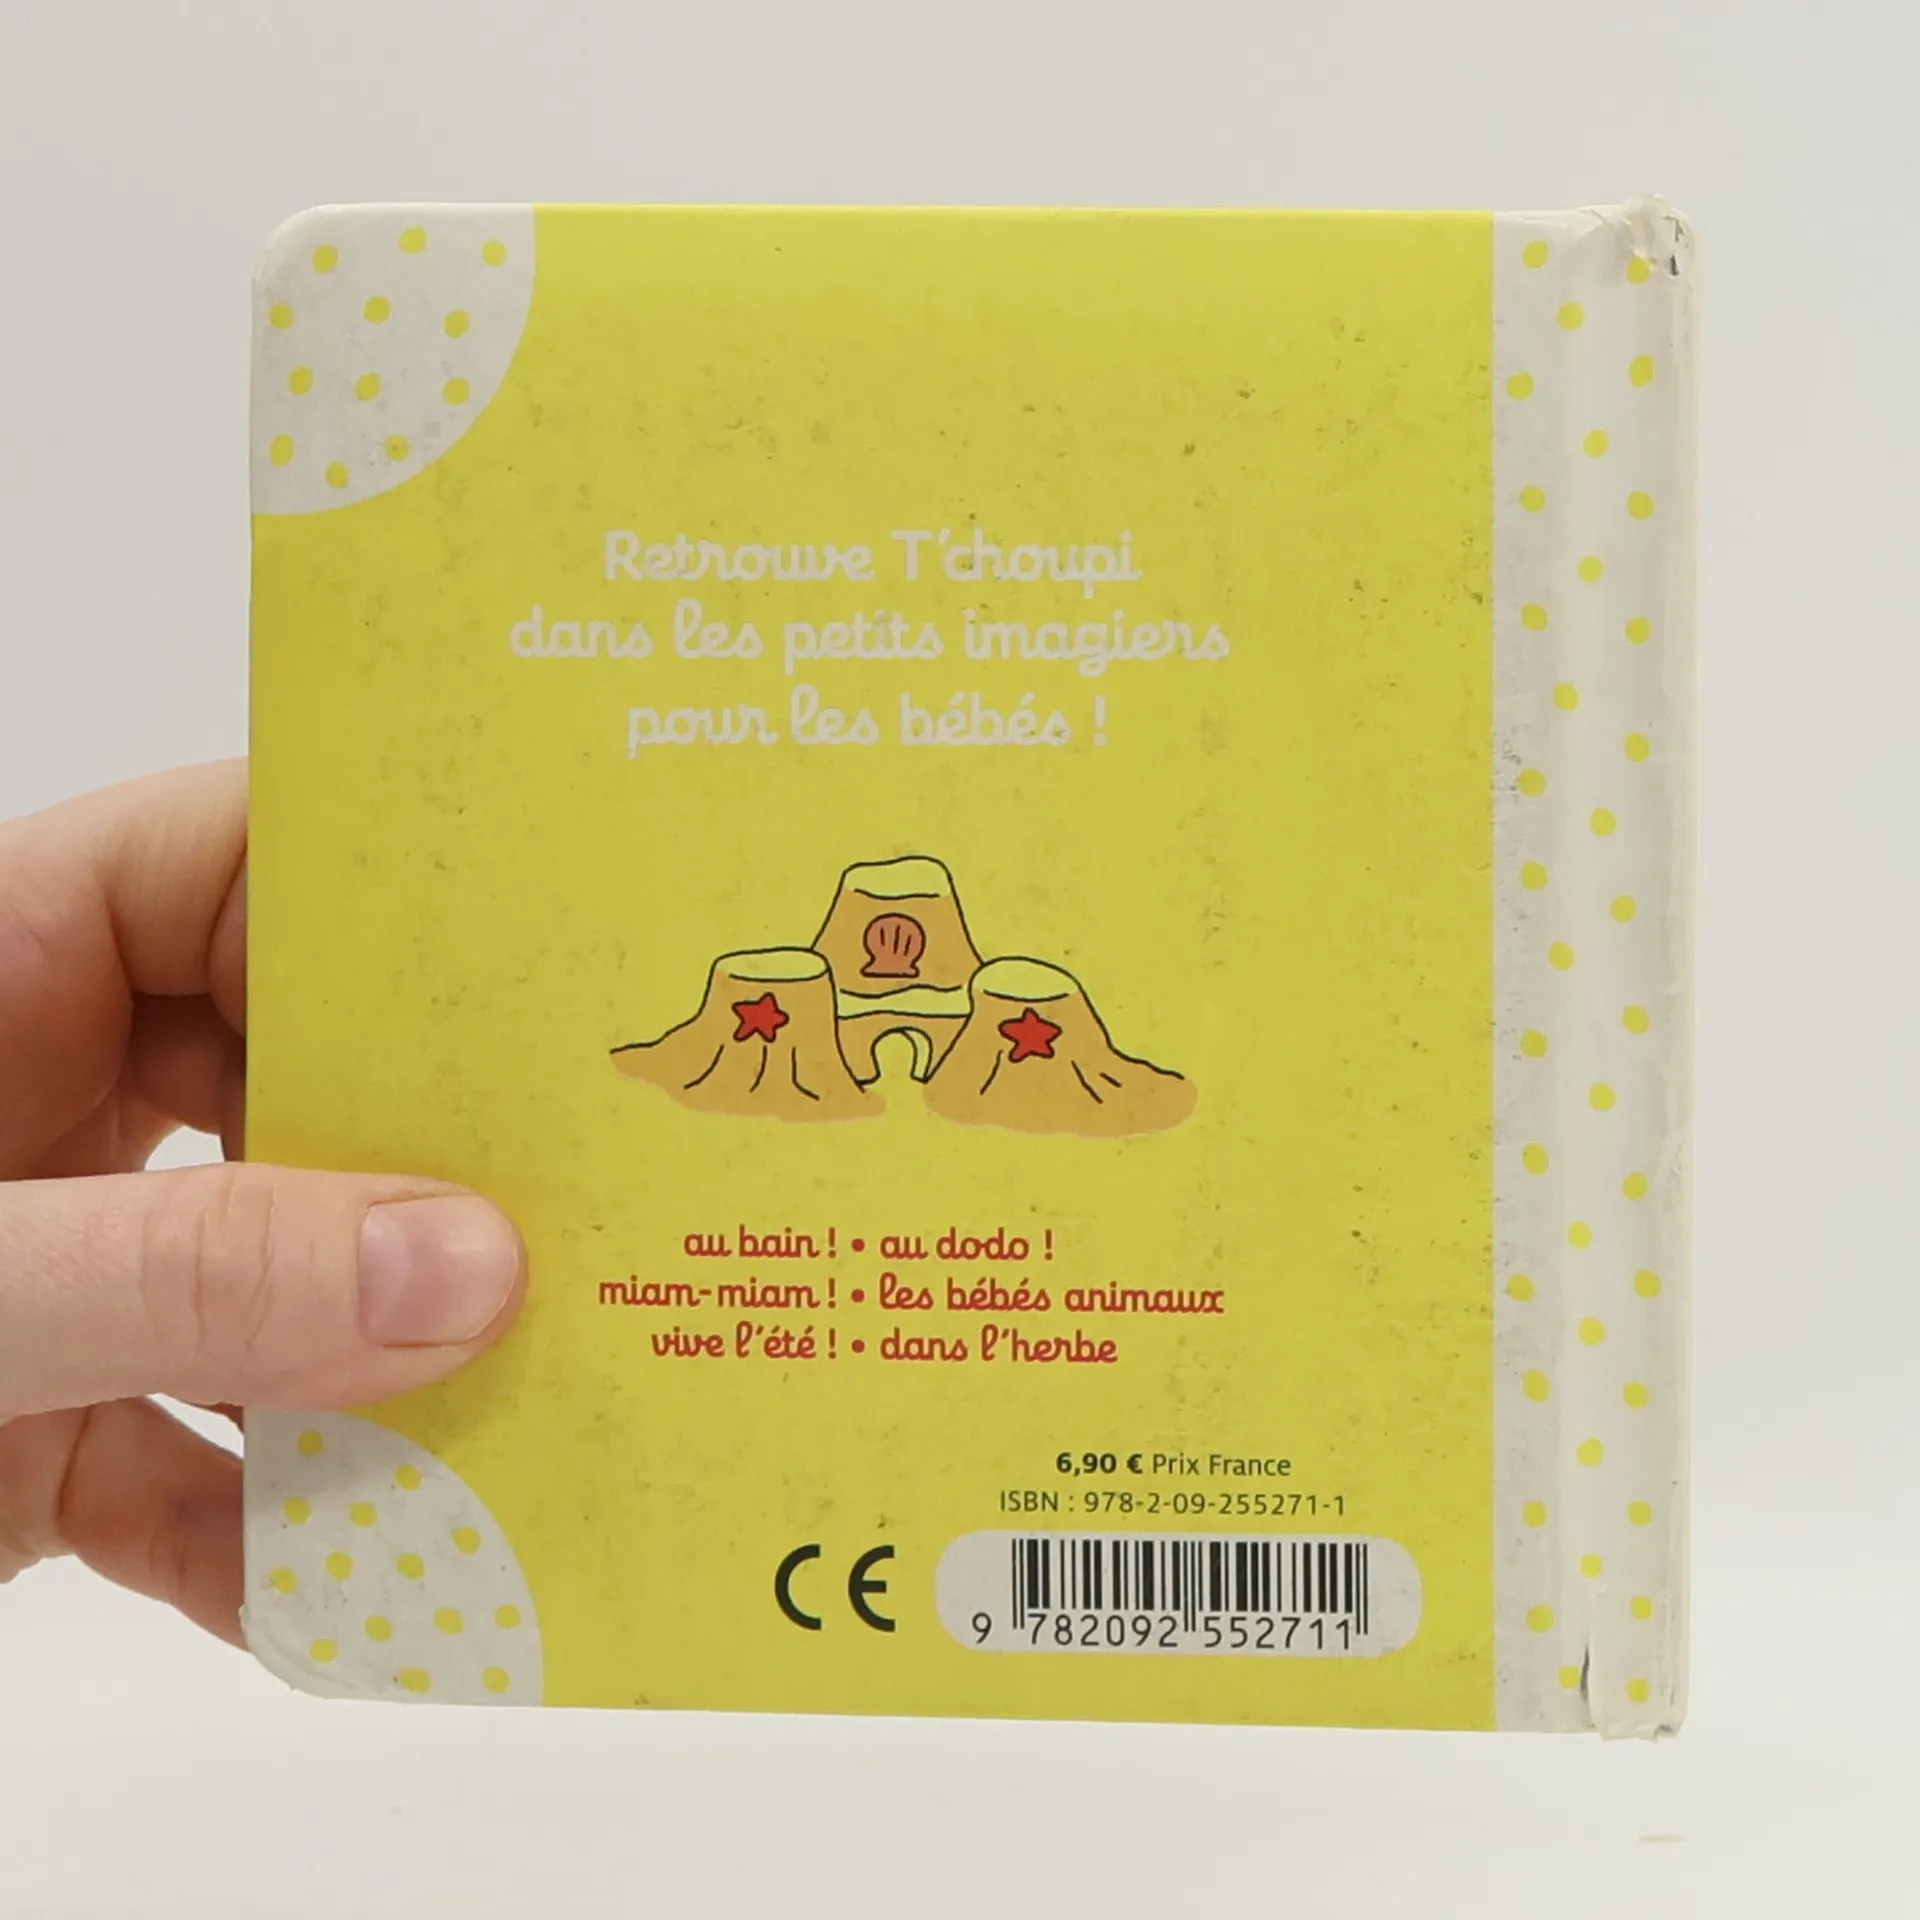 Retrouve T'choupi
dans les petits imagiers
pour les bébés !
au bain ! • au dodo !
miam-miam ! • les bébés animaux
vive l'été ! • dans l'herbe
6,90 € Prix France
ISBN : 978-2-09-255271-1
CE
9 782092 552711